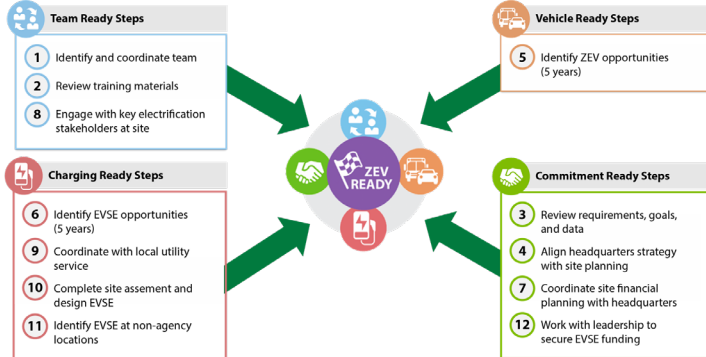 Team Ready Steps
1 Identify and coordinate team
2 Review training materials
8 Engage with key electrification
stakeholders at site
Vehicle Ready Steps
5 Identify ZEV opportunities
(5 years)
ZEV
READY
Charging Ready Steps
6 Identify EVSE opportunities
(5 years)
9 Coordinate with local utility
service
10 Complete site assement and
design EVSE
11 Identify EVSE at non-agency
locations
Commitment Ready Steps
3 Review requirements, goals,
and data
4 Align headquarters strategy
with site planning
7 Coordinate site financial
planning with headquarters
12 Work with leadership to
secure EVSE funding